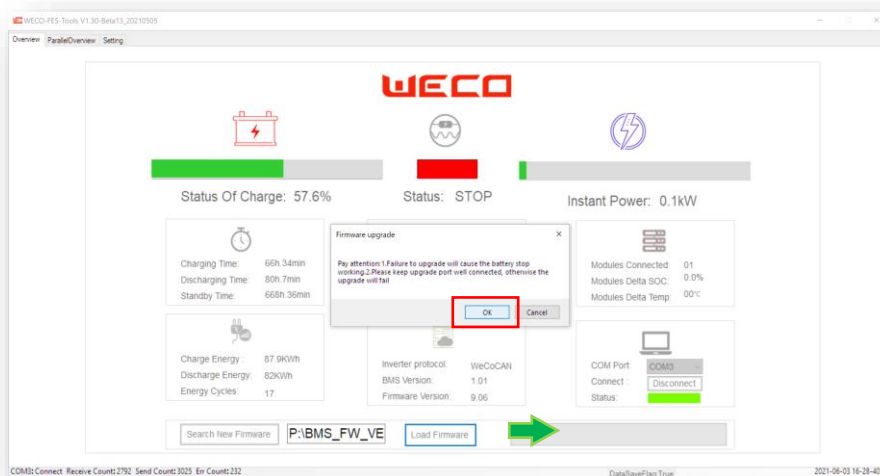 WECO-FES-Tools V1.30-Beta13_20210505
Overview ParallelOverview Setting
WECO
Status Of Charge: 57.6%
Status: STOP
Instant Power: 0.1kW
Firmware upgrade
Pay attention:1.Failure to upgrade will cause the battery stop
working.2.Please keep upgrade port well connected, otherwise the
upgrade will fail
OK Cancel
Charging Time: 66h.34min
Discharging Time: 80h.7min
Standby Time: 668h.36min
Modules Connected: 01
Modules Delta SOC: 0.0%
Modules Delta Temp: 00°C
Charge Energy : 87.9KWh
Discharge Energy: 82KWh
Energy Cycles: 17
Inverter protocol: WeCoCAN
BMS Version: 1.01
Firmware Version: 9.06
COM Port: COM3
Connect : Disconnect
Status:
Search New Firmware P:\BMS_FW_VE Load Firmware
COM3: Connect Receive Count: 2792 Send Count: 3025 Err Count: 232 DataSaveFlag:True 2021-06-03 16-28-40